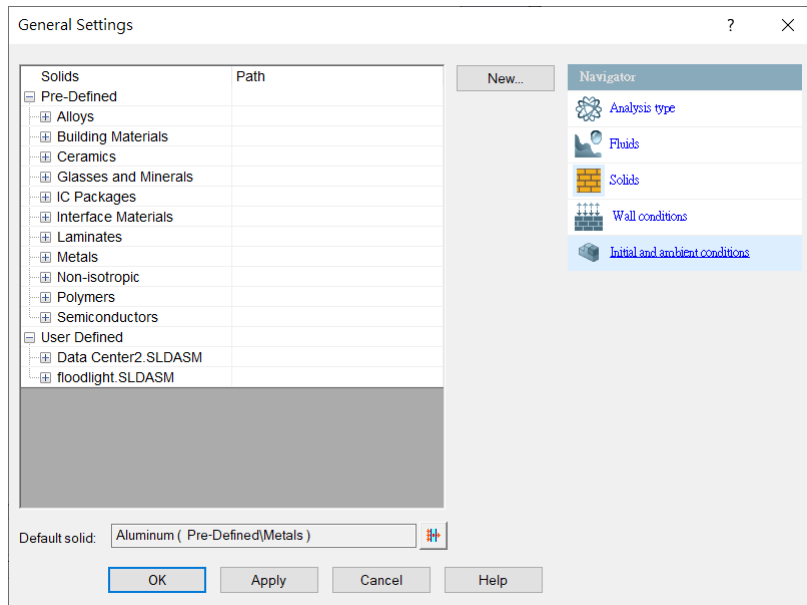 General Settings
?
Solids Path
New...
Pre-Defined
Alloys
Building Materials
Ceramics
Glasses and Minerals
IC Packages
Interface Materials
Laminates
Metals
Non-isotropic
Polymers
Semiconductors
User Defined
Data Center2.SLDASM
floodlight.SLDASM
Navigator
Analysis type
Fluids
Solids
Wall conditions
Initial and ambient conditions
Default solid: Aluminum ( Pre-Defined\Metals )
OK Apply Cancel Help